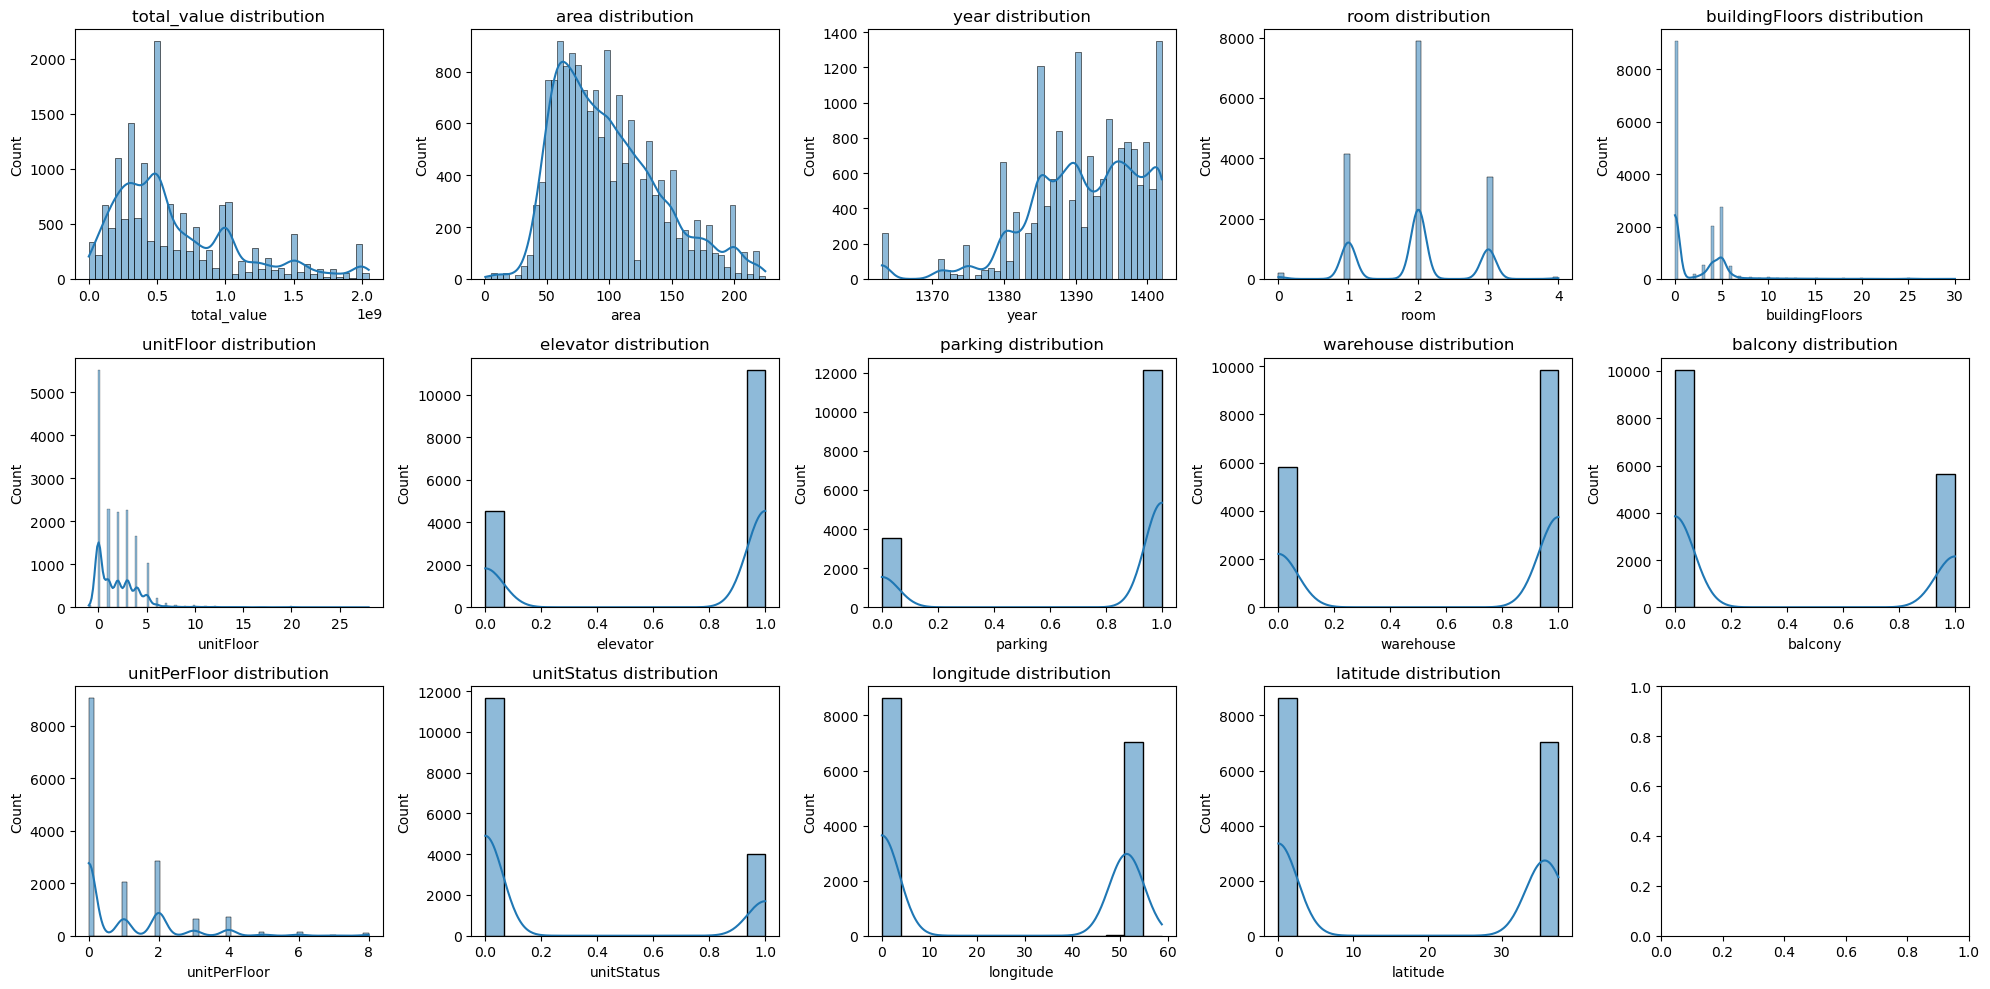 total_value distribution
2000
1500
1000
500
0
Count
0.0 0.5 1.0 1.5 2.0
1e9
total_value
area distribution
800
600
400
200
0
Count
0 50 100 150 200
area
year distribution
1400
1200
1000
800
600
400
200
0
Count
1370 1380 1390 1400
year
room distribution
8000
6000
4000
2000
0
Count
0 1 2 3 4
room
buildingFloors distribution
8000
6000
4000
2000
0
Count
0 5 10 15 20 25 30
buildingFloors
unitFloor distribution
5000
4000
3000
2000
1000
0
Count
0 5 10 15 20 25
unitFloor
elevator distribution
10000
8000
6000
4000
2000
0
Count
0.0 0.2 0.4 0.6 0.8 1.0
elevator
parking distribution
12000
10000
8000
6000
4000
2000
0
Count
0.0 0.2 0.4 0.6 0.8 1.0
parking
warehouse distribution
10000
8000
6000
4000
2000
0
Count
0.0 0.2 0.4 0.6 0.8 1.0
warehouse
balcony distribution
10000
8000
6000
4000
2000
0
Count
0.0 0.2 0.4 0.6 0.8 1.0
balcony
unitPerFloor distribution
8000
6000
4000
2000
0
Count
0 2 4 6 8
unitPerFloor
unitStatus distribution
12000
10000
8000
6000
4000
2000
0
Count
0.0 0.2 0.4 0.6 0.8 1.0
unitStatus
longitude distribution
8000
6000
4000
2000
0
Count
0 10 20 30 40 50 60
longitude
latitude distribution
8000
6000
4000
2000
0
Count
0 10 20 30
latitude
1.0
0.8
0.6
0.4
0.2
0.0
0.0 0.2 0.4 0.6 0.8 1.0